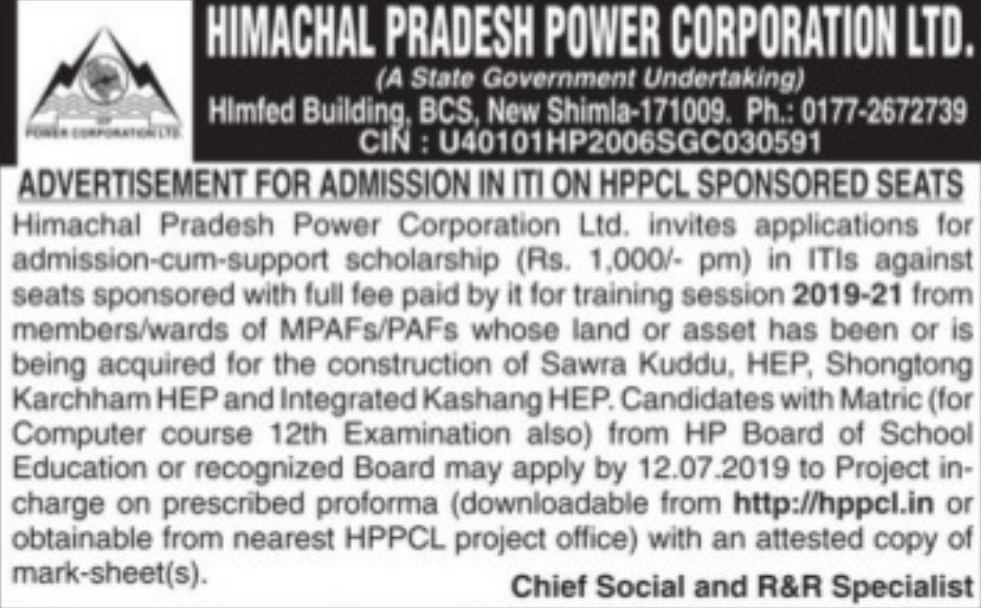 HIMACHAL PRADESH POWER CORPORATION LTD.
(A State Government Undertaking)
HImfed Building, BCS, New Shimla-171009. Ph.: 0177-2672739
CIN : U40101HP2006SGC030591
HP
POWER CORPORATION LTD.
ADVERTISEMENT FOR ADMISSION IN ITI ON HPPCL SPONSORED SEATS
Himachal Pradesh Power Corporation Ltd. invites applications for
admission-cum-support scholarship (Rs. 1,000/- pm) in ITIs against
seats sponsored with full fee paid by it for training session 2019-21 from
members/wards of MPAFs/PAFs whose land or asset has been or is
being acquired for the construction of Sawra Kuddu, HEP, Shongtong
Karchham HEP and Integrated Kashang HEP. Candidates with Matric (for
Computer course 12th Examination also) from HP Board of School
Education or recognized Board may apply by 12.07.2019 to Project in-
charge on prescribed proforma (downloadable from http://hppcl.in or
obtainable from nearest HPPCL project office) with an attested copy of
mark-sheet(s).
Chief Social and R&R Specialist